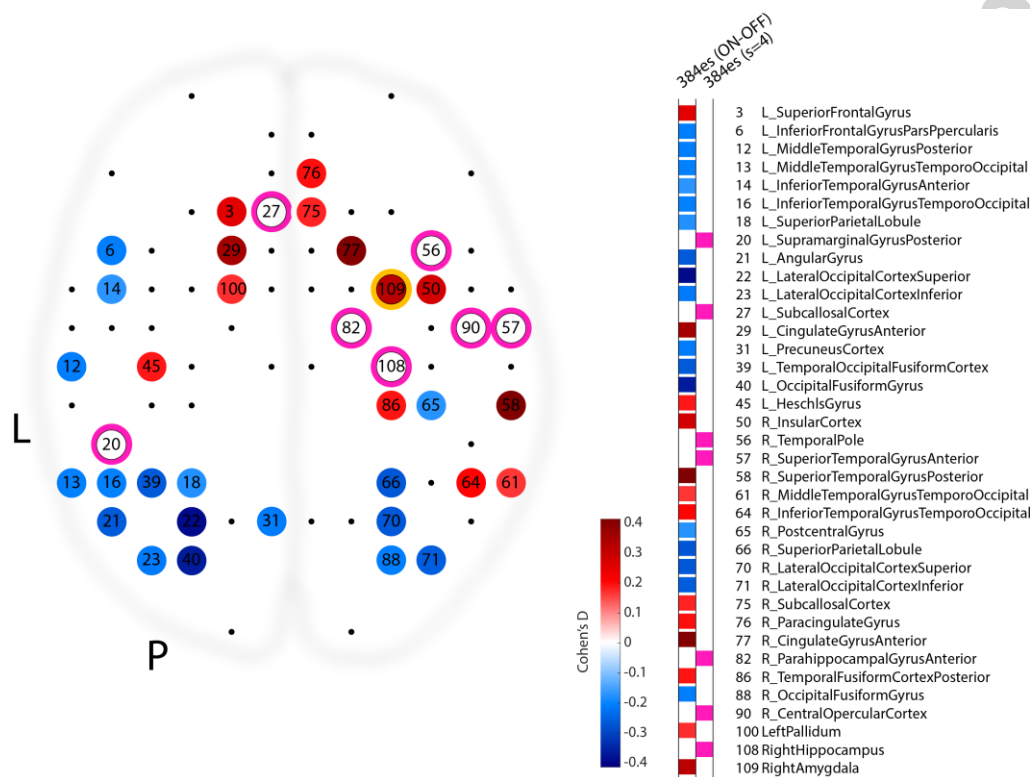 384es (ON-OFF)
384es (s=4)
76
3 27 75
6 29 77 56
14 100 109 50
82 90 57
12 45 108
86 65 58
L
20
13 16 39 18 66 64 61
21 22 31 70
23 40 88 71
P
Cohen's D
0.4
0.3
0.2
0.1
0
-0.1
-0.2
-0.3
-0.4
3 L_SuperiorFrontalGyrus
6 L_InferiorFrontalGyrusParsPpercularis
12 L_MiddleTemporalGyrusPosterior
13 L_MiddleTemporalGyrusTemporoOccipital
14 L_InferiorTemporalGyrusAnterior
16 L_InferiorTemporalGyrusTemporoOccipital
18 L_SuperiorParietalLobule
20 L_SupramarginalGyrusPosterior
21 L_AngularGyrus
22 L_LateralOccipitalCortexSuperior
23 L_LateralOccipitalCortexInferior
27 L_SubcallosalCortex
29 L_CingulateGyrusAnterior
31 L_PrecuneusCortex
39 L_TemporalOccipitalFusiformCortex
40 L_OccipitalFusiformGyrus
45 L_HeschlsGyrus
50 R_InsularCortex
56 R_TemporalPole
57 R_SuperiorTemporalGyrusAnterior
58 R_SuperiorTemporalGyrusPosterior
61 R_MiddleTemporalGyrusTemporoOccipital
64 R_InferiorTemporalGyrusTemporoOccipital
65 R_PostcentralGyrus
66 R_SuperiorParietalLobule
70 R_LateralOccipitalCortexSuperior
71 R_LateralOccipitalCortexInferior
75 R_SubcallosalCortex
76 R_ParacingulateGyrus
77 R_CingulateGyrusAnterior
82 R_ParahippocampalGyrusAnterior
86 R_TemporalFusiformCortexPosterior
88 R_OccipitalFusiformGyrus
90 R_CentralOpercularCortex
100 LeftPallidum
108 RightHippocampus
109 RightAmygdala